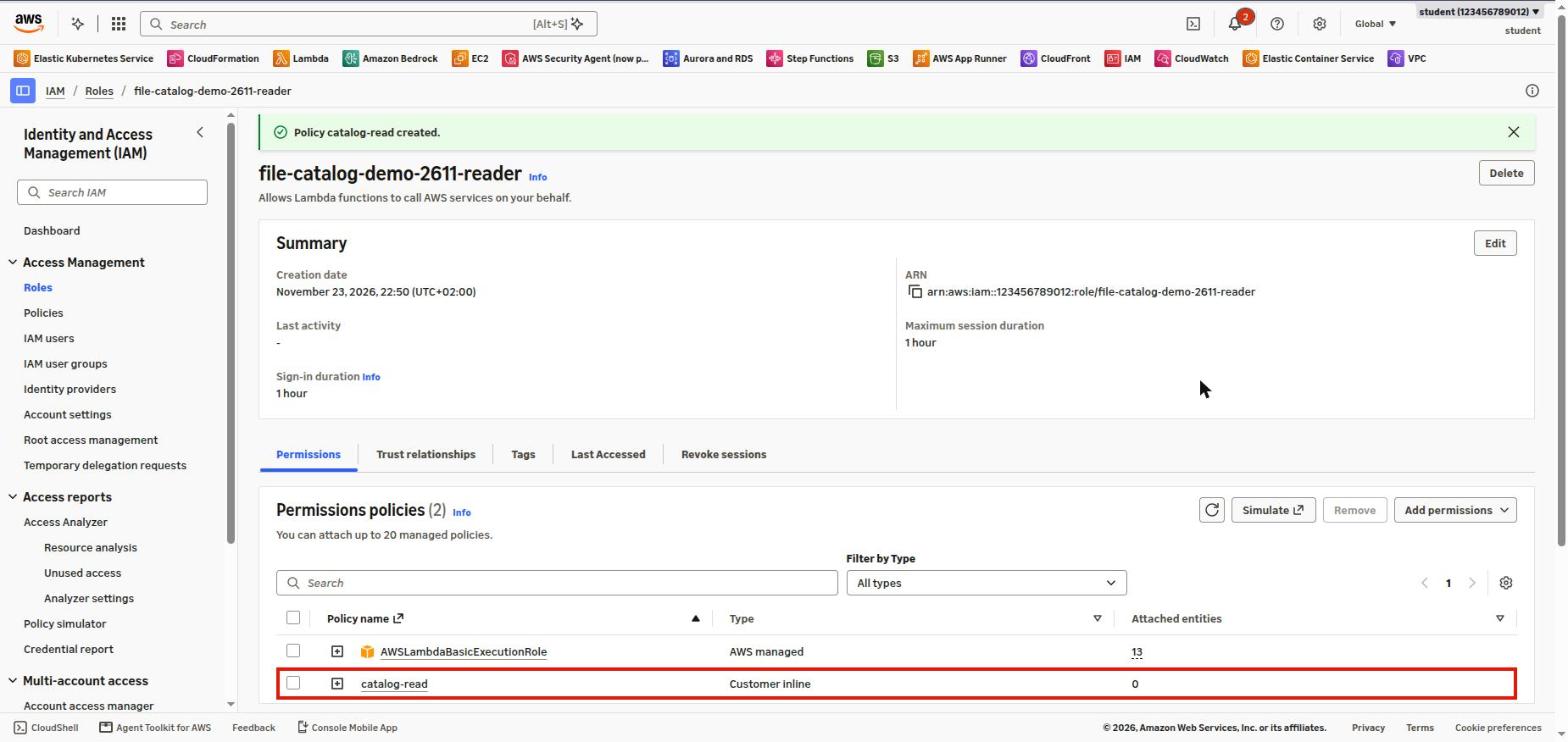 aws Search [Alt+S] 2 Global student (123456789012)
student
Elastic Kubernetes Service CloudFormation Lambda Amazon Bedrock EC2 AWS Security Agent (now p... Aurora and RDS Step Functions S3 AWS App Runner CloudFront IAM CloudWatch Elastic Container Service VPC
IAM / Roles / file-catalog-demo-2611-reader
Identity and Access
Management (IAM)
Search IAM
Dashboard
Access Management
Roles
Policies
IAM users
IAM user groups
Identity providers
Account settings
Root access management
Temporary delegation requests
Access reports
Access Analyzer
Resource analysis
Unused access
Analyzer settings
Policy simulator
Credential report
Multi-account access
Account access manager
Policy catalog-read created.
file-catalog-demo-2611-reader Info Delete
Allows Lambda functions to call AWS services on your behalf.
Summary Edit
Creation date
November 23, 2026, 22:50 (UTC+02:00)
Last activity
-
Sign-in duration Info
1 hour
ARN
arn:aws:iam::123456789012:role/file-catalog-demo-2611-reader
Maximum session duration
1 hour
Permissions Trust relationships Tags Last Accessed Revoke sessions
Permissions policies (2) Info Simulate Remove Add permissions
You can attach up to 20 managed policies.
Filter by Type
Search All types 1
Policy name Type Attached entities
AWSLambdaBasicExecutionRole AWS managed 13
catalog-read Customer inline 0
CloudShell Agent Toolkit for AWS Feedback Console Mobile App © 2026, Amazon Web Services, Inc. or its affiliates. Privacy Terms Cookie preferences